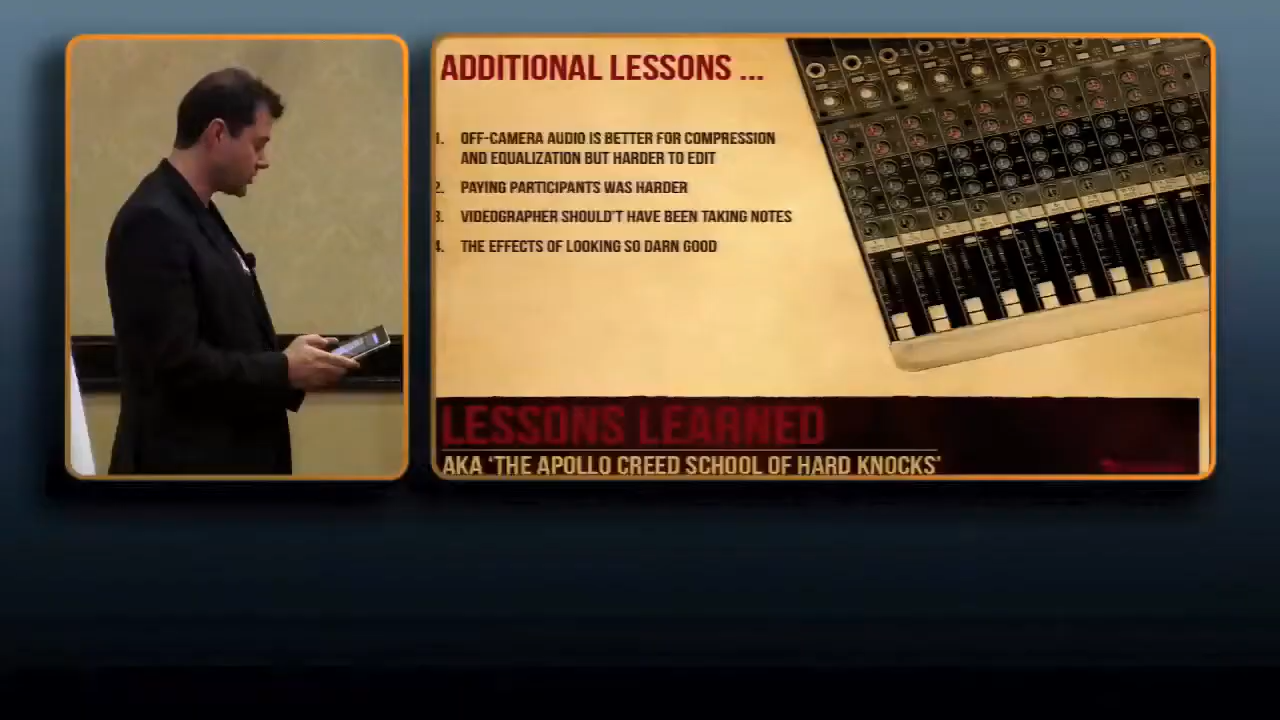 ADDITIONAL LESSONS ...
1. OFF-CAMERA AUDIO IS BETTER FOR COMPRESSION
AND EQUALIZATION BUT HARDER TO EDIT
2. PAYING PARTICIPANTS WAS HARDER
3. VIDEOGRAPHER SHOULD'T HAVE BEEN TAKING NOTES
4. THE EFFECTS OF LOOKING SO DARN GOOD
LESSONS LEARNED
AKA 'THE APOLLO CREED SCHOOL OF HARD KNOCKS'